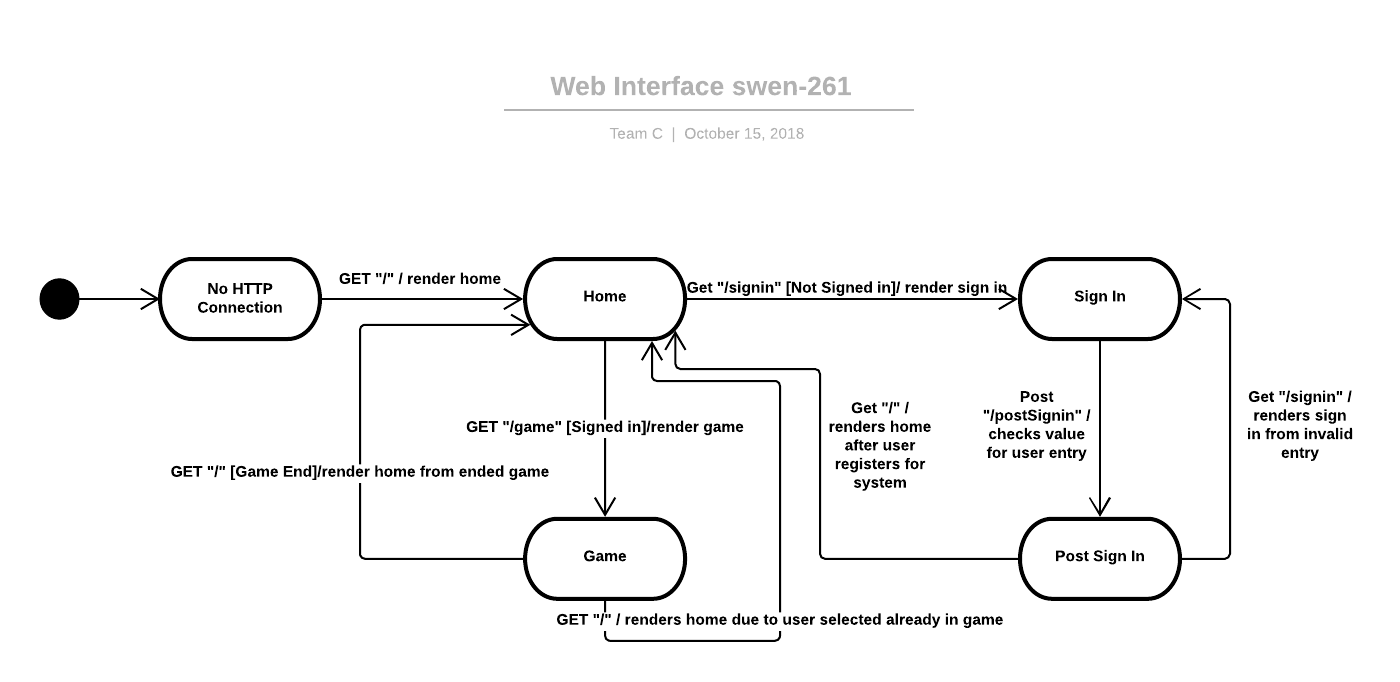 Web Interface swen-261
Team C | October 15, 2018
No HTTP
Connection
GET "/" / render home
Home
Get "/signin" [Not Signed in]/ render sign in
Sign In
GET "/game" [Signed in]/render game
GET "/" [Game End]/render home from ended game
Get "/" /
renders home
after user
registers for
system
Post
"/postSignin" /
checks value
for user entry
Get "/signin" /
renders sign
in from invalid
entry
Game
Post Sign In
GET "/" / renders home due to user selected already in game